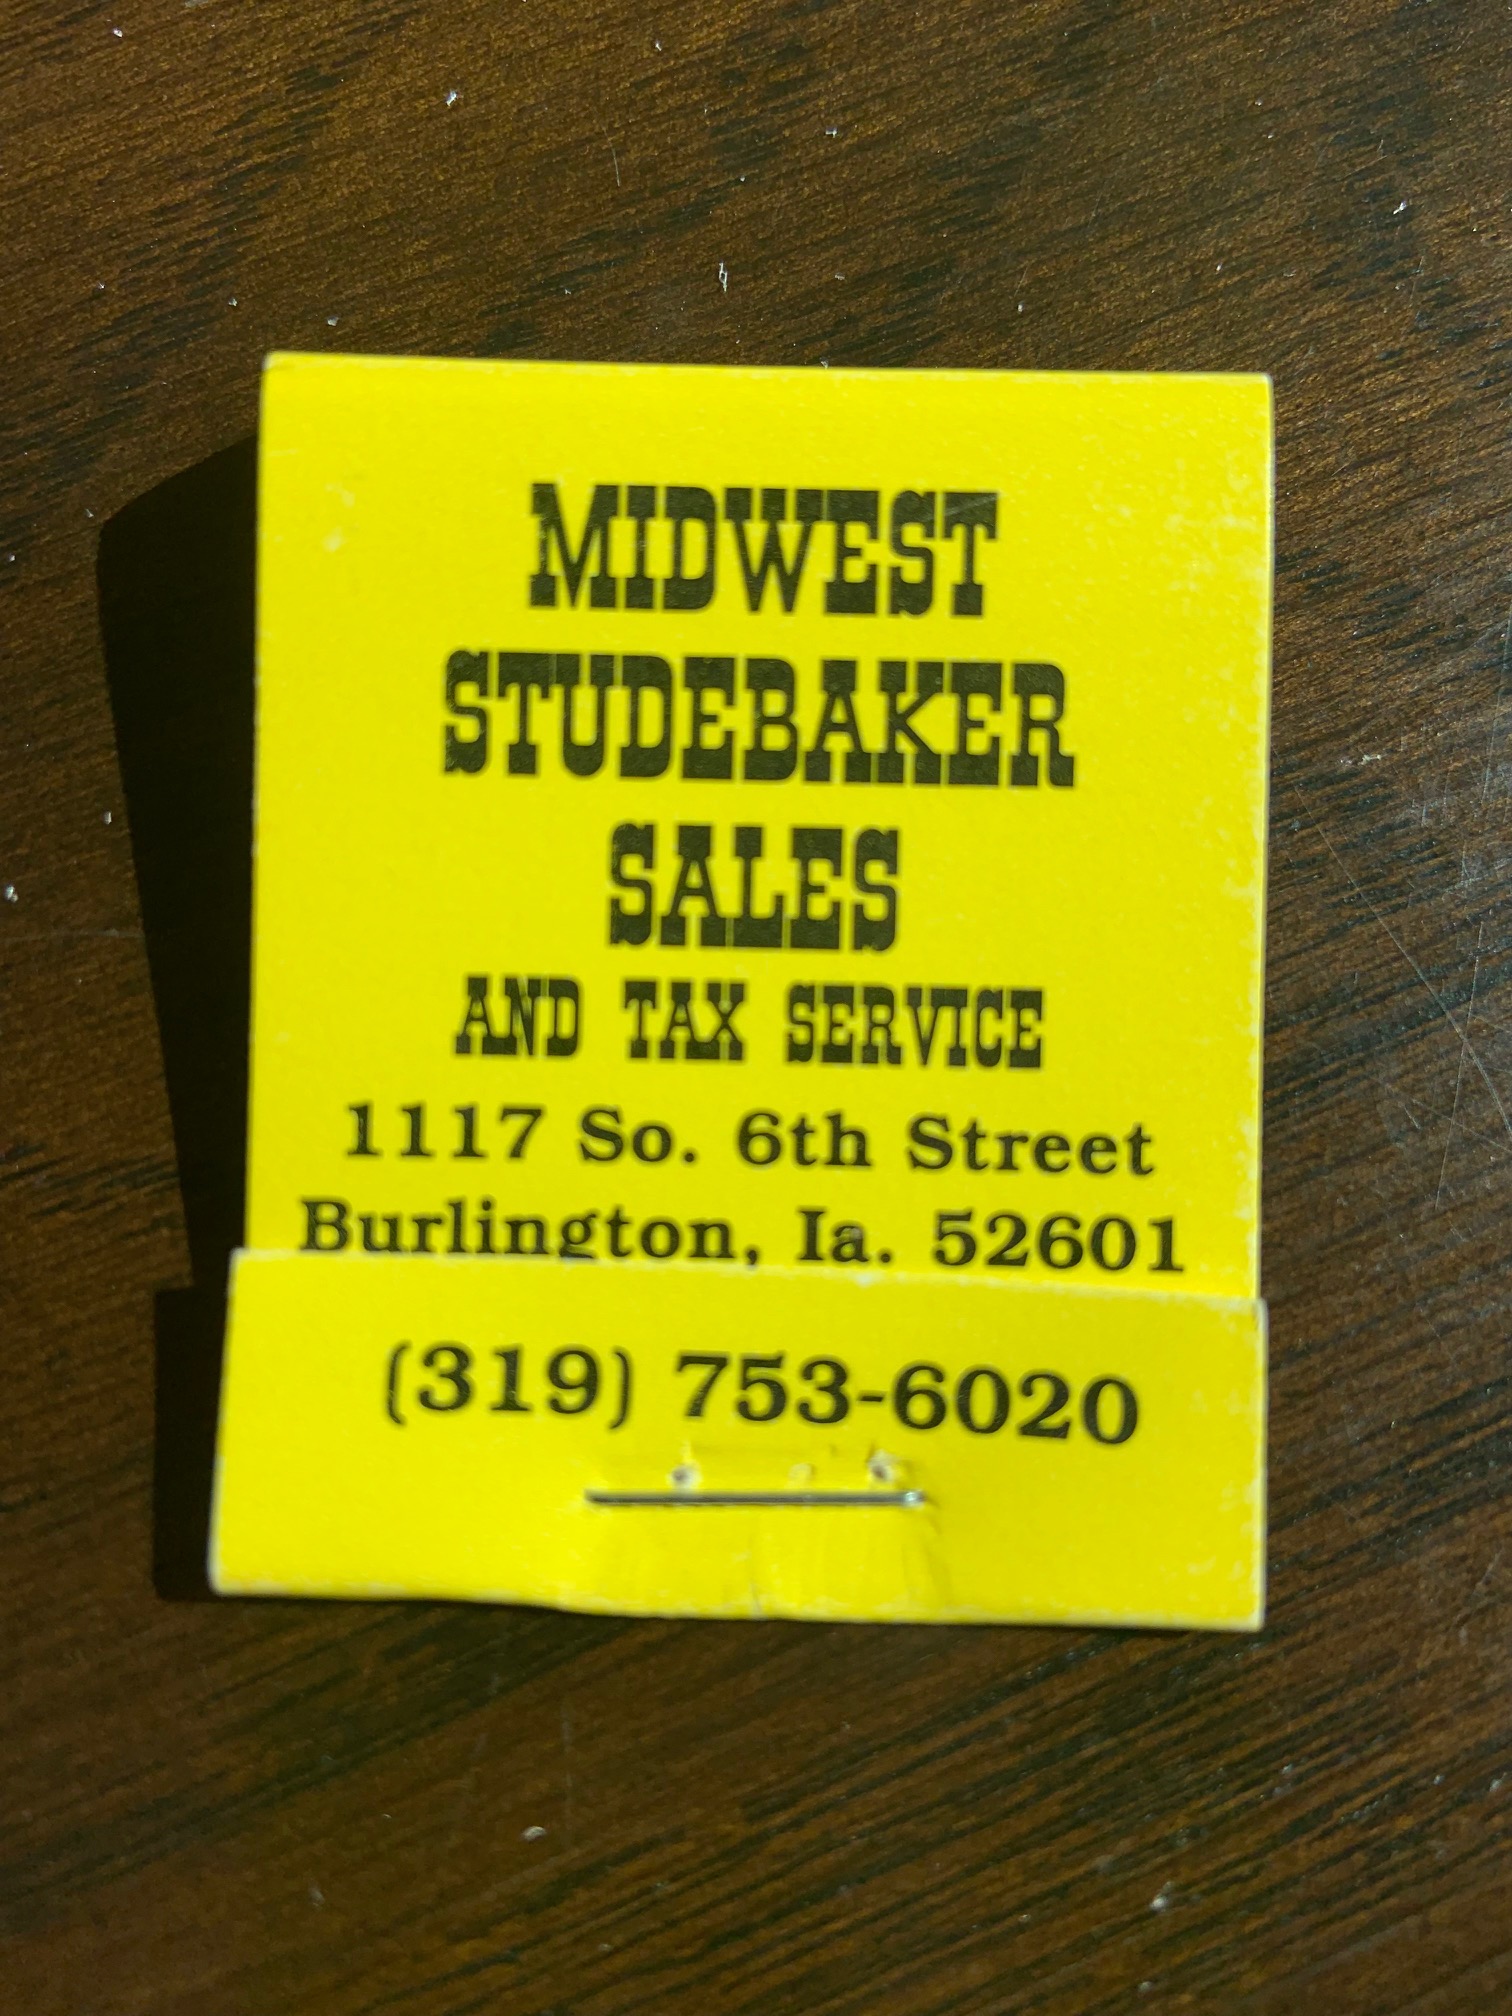 MIDWEST
STUDEBAKER
SALES
AND TAX SERVICE
1117 So. 6th Street
Burlington, Ia. 52601
(319) 753-6020